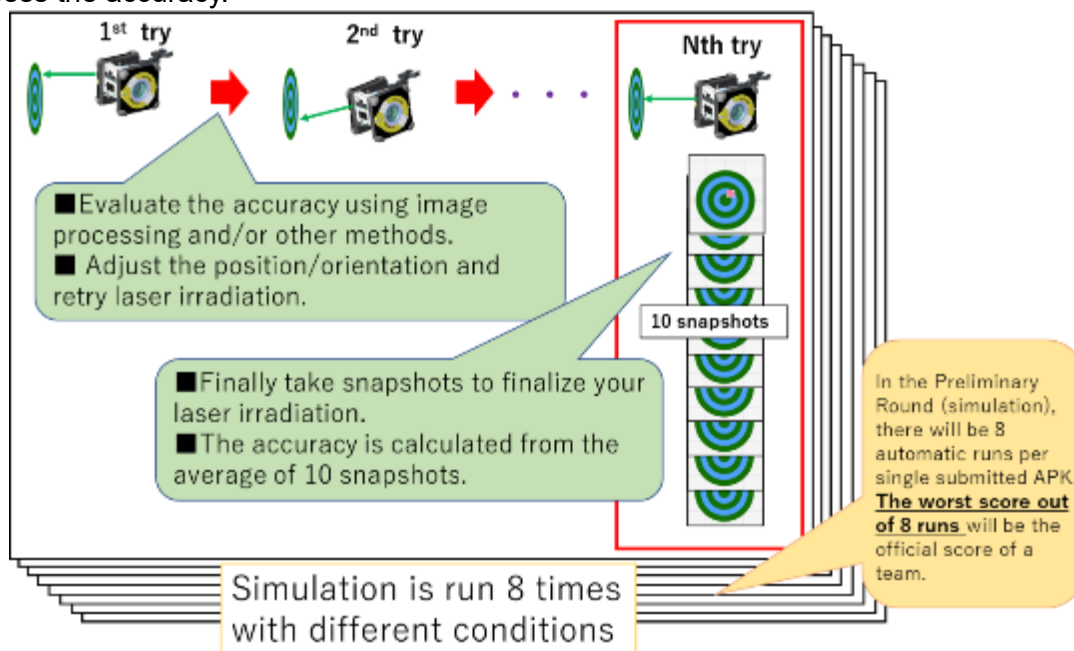 ess the accuracy.
1st try
2nd try
Nth try
■Evaluate the accuracy using image
processing and/or other methods.
■ Adjust the position/orientation and
retry laser irradiation.
10 snapshots
■Finally take snapshots to finalize your
laser irradiation.
■The accuracy is calculated from the
average of 10 snapshots.
In the Preliminary
Round (simulation),
there will be 8
automatic runs per
single submitted APK.
The worst score out
of 8 runs will be the
official score of a
team.
Simulation is run 8 times
with different conditions